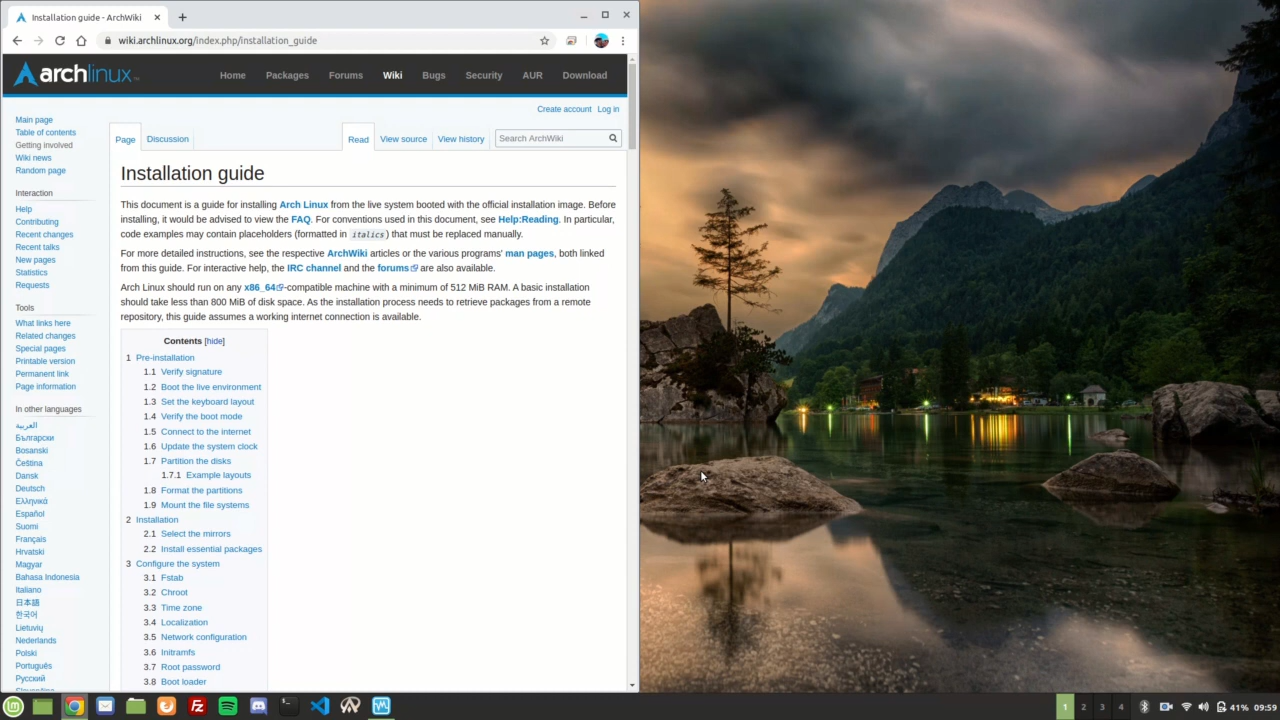 Installation guide - ArchWiki
wiki.archlinux.org/index.php/installation_guide
archlinux
Home Packages Forums Wiki Bugs Security AUR Download
Create account Log in
Main page
Table of contents
Getting involved
Wiki news
Random page
Interaction
Help
Contributing
Recent changes
Recent talks
New pages
Statistics
Requests
Tools
What links here
Related changes
Special pages
Printable version
Permanent link
Page information
In other languages
العربية
Български
Bosanski
Čeština
Dansk
Deutsch
Ελληνικά
Español
Suomi
Français
Hrvatski
Magyar
Bahasa Indonesia
Italiano
日本語
한국어
Lietuvių
Nederlands
Polski
Português
Русский
Page Discussion Read View source View history Search ArchWiki
Installation guide
This document is a guide for installing Arch Linux from the live system booted with the official installation image. Before
installing, it would be advised to view the FAQ. For conventions used in this document, see Help:Reading. In particular,
code examples may contain placeholders (formatted in italics) that must be replaced manually.
For more detailed instructions, see the respective ArchWiki articles or the various programs' man pages, both linked
from this guide. For interactive help, the IRC channel and the forums are also available.
Arch Linux should run on any x86_64-compatible machine with a minimum of 512 MiB RAM. A basic installation
should take less than 800 MiB of disk space. As the installation process needs to retrieve packages from a remote
repository, this guide assumes a working internet connection is available.
Contents [hide]
1 Pre-installation
1.1 Verify signature
1.2 Boot the live environment
1.3 Set the keyboard layout
1.4 Verify the boot mode
1.5 Connect to the internet
1.6 Update the system clock
1.7 Partition the disks
1.7.1 Example layouts
1.8 Format the partitions
1.9 Mount the file systems
2 Installation
2.1 Select the mirrors
2.2 Install essential packages
3 Configure the system
3.1 Fstab
3.2 Chroot
3.3 Time zone
3.4 Localization
3.5 Network configuration
3.6 Initramfs
3.7 Root password
3.8 Boot loader
1 2 3 4 41% 09:59